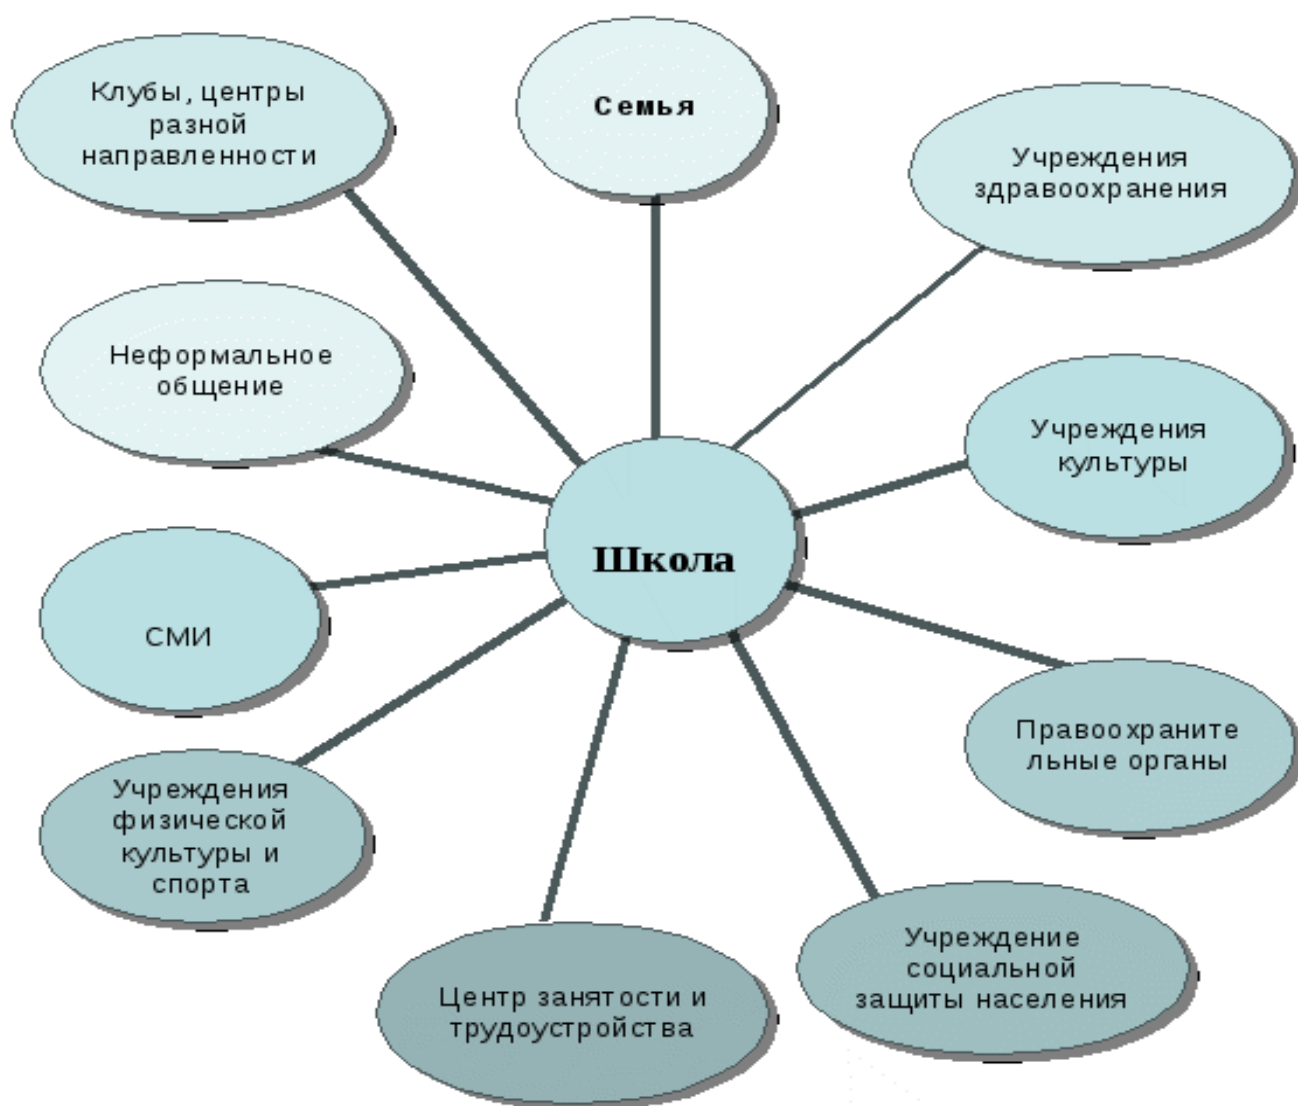 Клубы, центры
разной
направленности
Семья
Учреждения
здравоохранения
Неформальное
общение
Учреждения
культуры
Школа
СМИ
Правоохраните
льные органы
Учреждения
физической
культуры и
спорта
Учреждение
социальной
защиты населения
Центр занятости и
трудоустройства